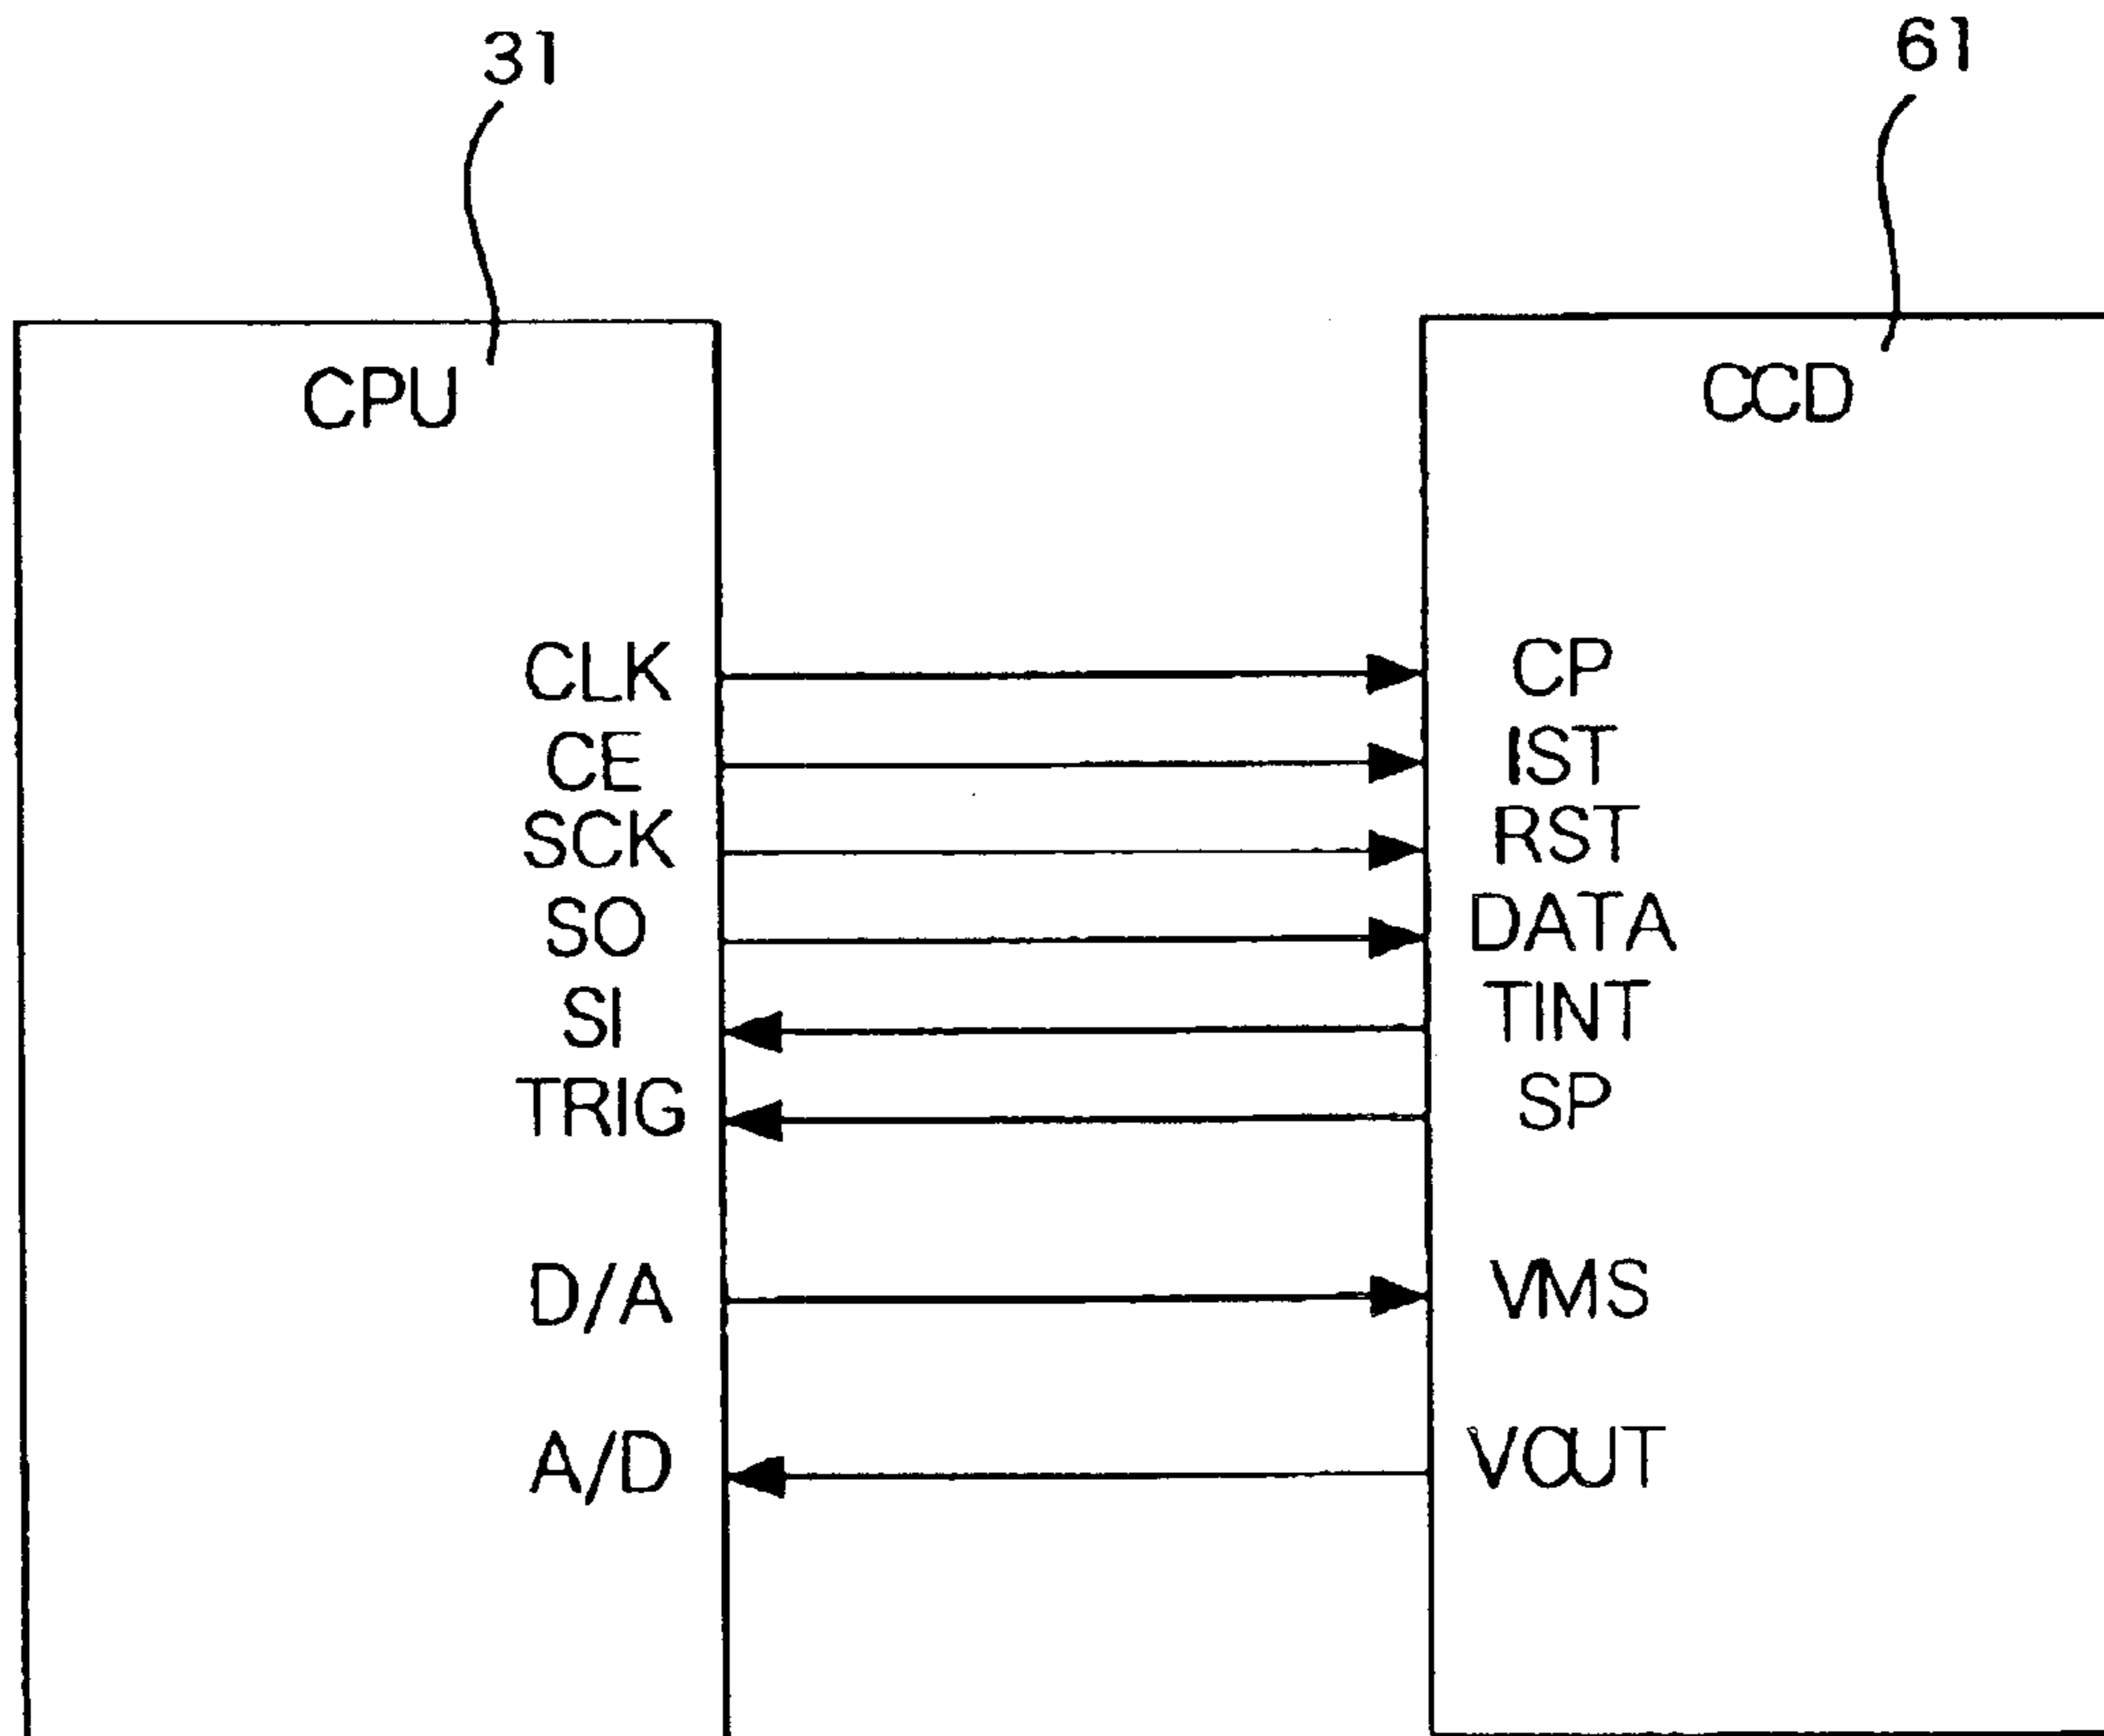 31 61
CPU CCD
CLK CP
CE IST
SCK RST
SO DATA
SI TINT
TRIG SP
D/A VMS
A/D VOUT